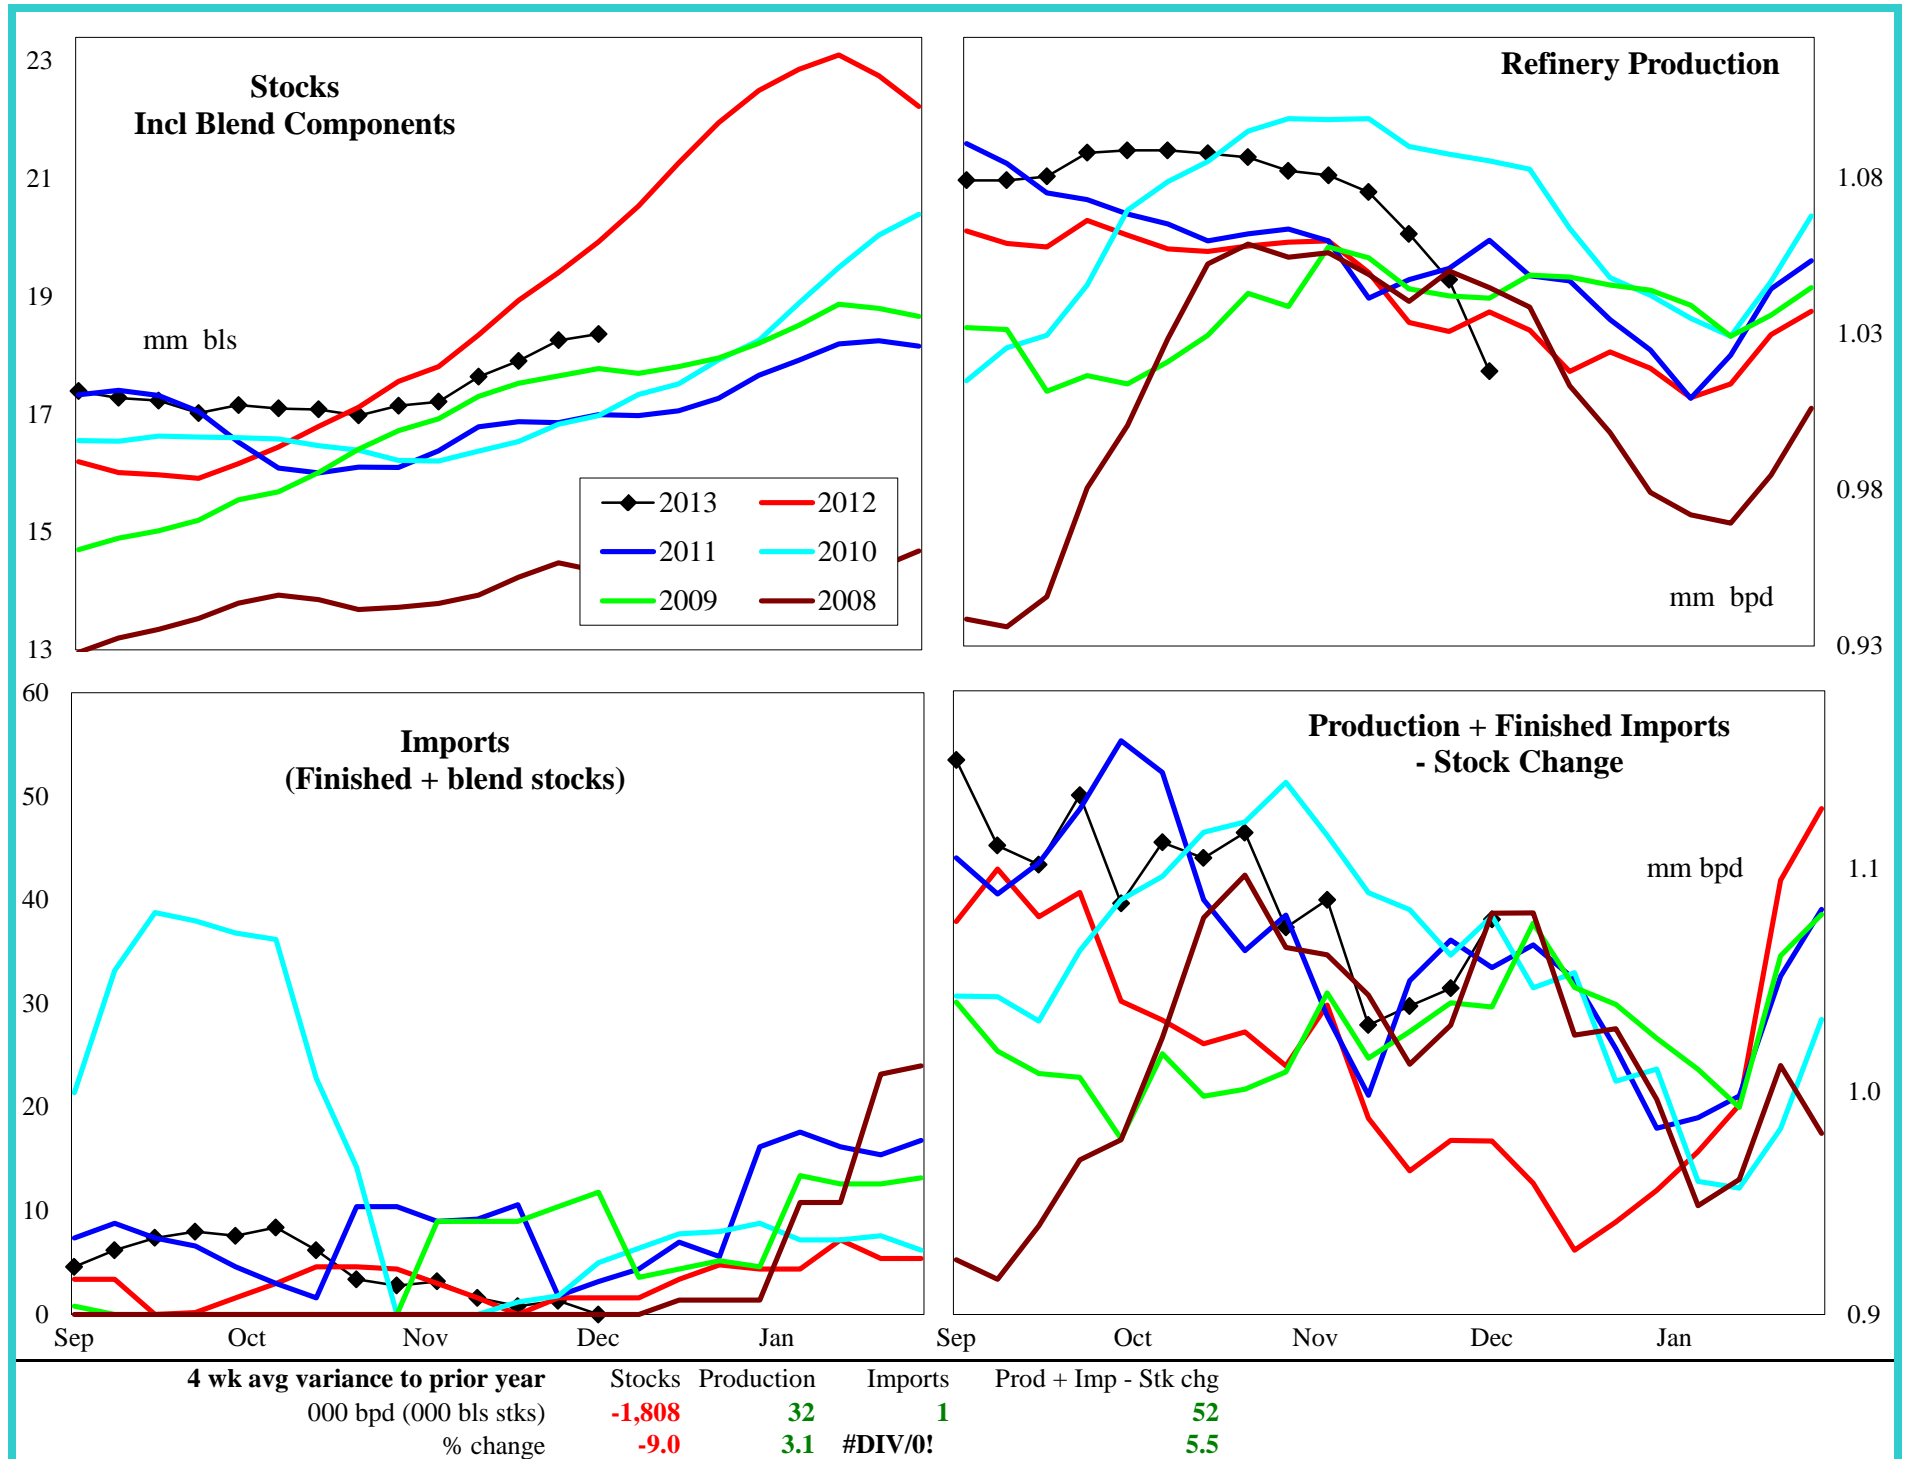 Stocks
Incl Blend Components
23
21
19
17
15
13
mm bls
2013
2012
2011
2010
2009
2008
Refinery Production
1.08
1.03
0.98
0.93
mm bpd
Imports
(Finished + blend stocks)
60
50
40
30
20
10
0
Sep Oct Nov Dec Jan
Production + Finished Imports
- Stock Change
mm bpd
1.1
1.0
0.9
Sep Oct Nov Dec Jan
4 wk avg variance to prior year Stocks Production Imports Prod + Imp - Stk chg
000 bpd (000 bls stks) -1,808 32 1 52
% change -9.0 3.1 #DIV/0! 5.5